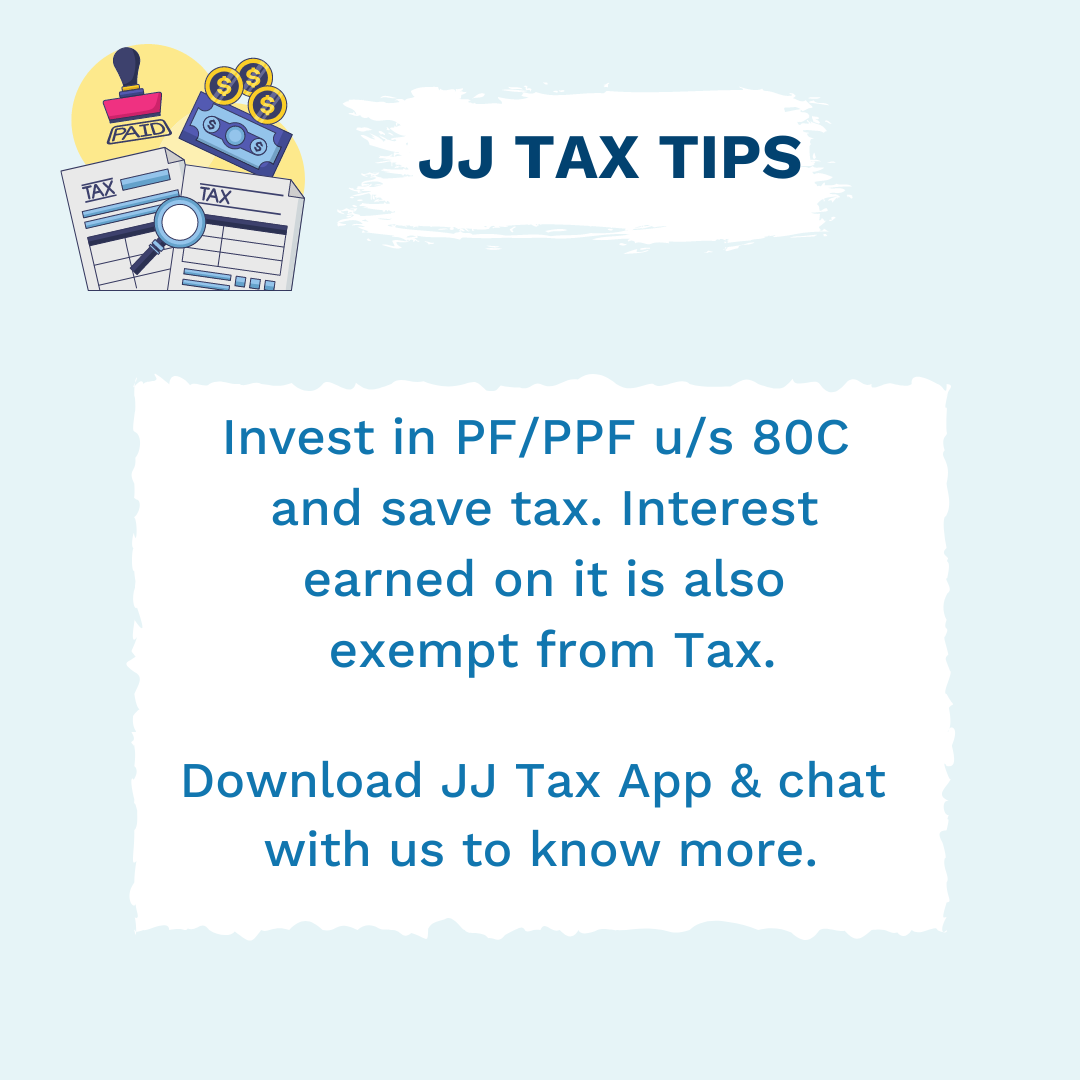 PAID
TAX
TAX
JJ TAX TIPS
Invest in PF/PPF u/s 80C
and save tax. Interest
earned on it is also
exempt from Tax.
Download JJ Tax App & chat
with us to know more.